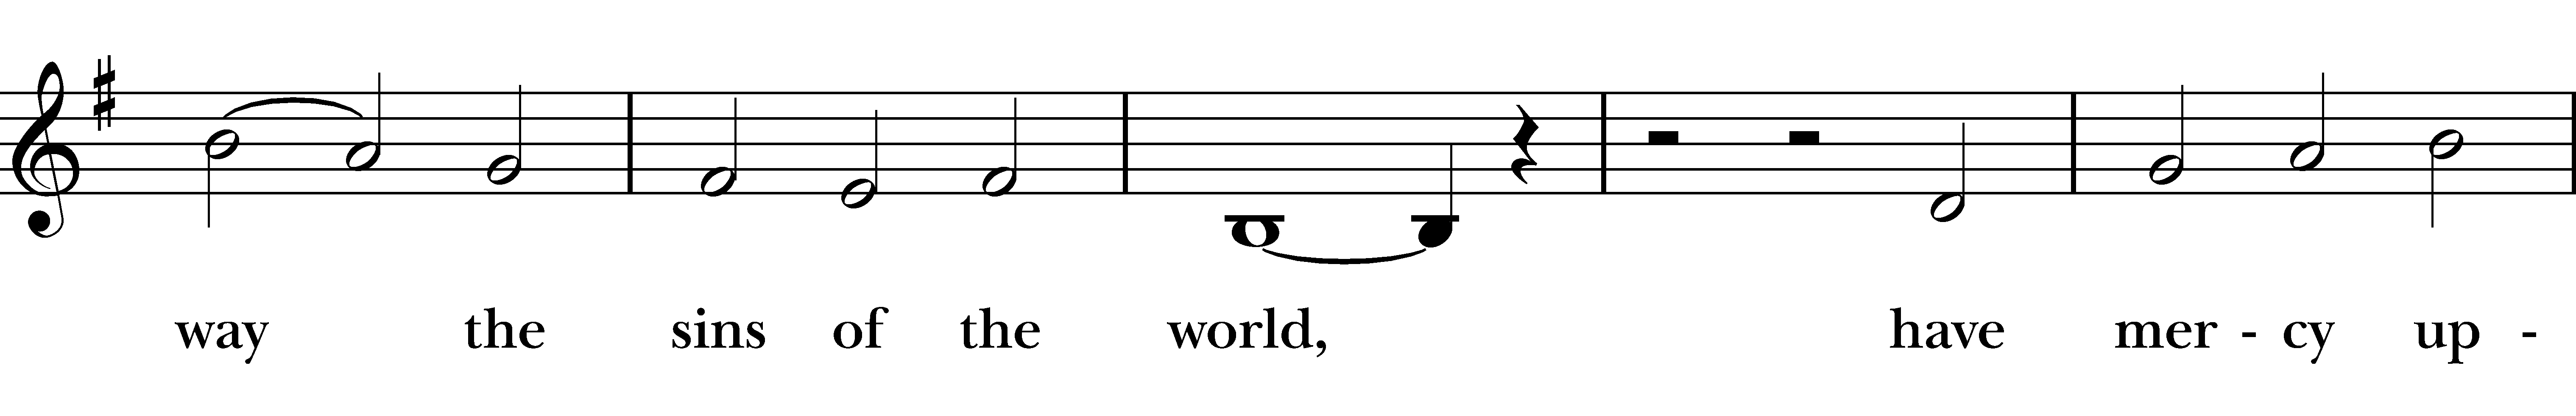 way the sins of the world, have mer - cy up -